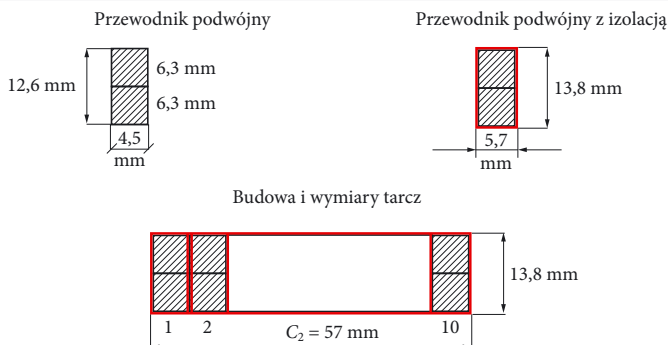 Przewodnik podwójny
12,6 mm
6,3 mm
6,3 mm
4,5
mm
Przewodnik podwójny z izolacją
13,8 mm
5,7
mm
Budowa i wymiary tarcz
13,8 mm
1 2 C₂ = 57 mm 10